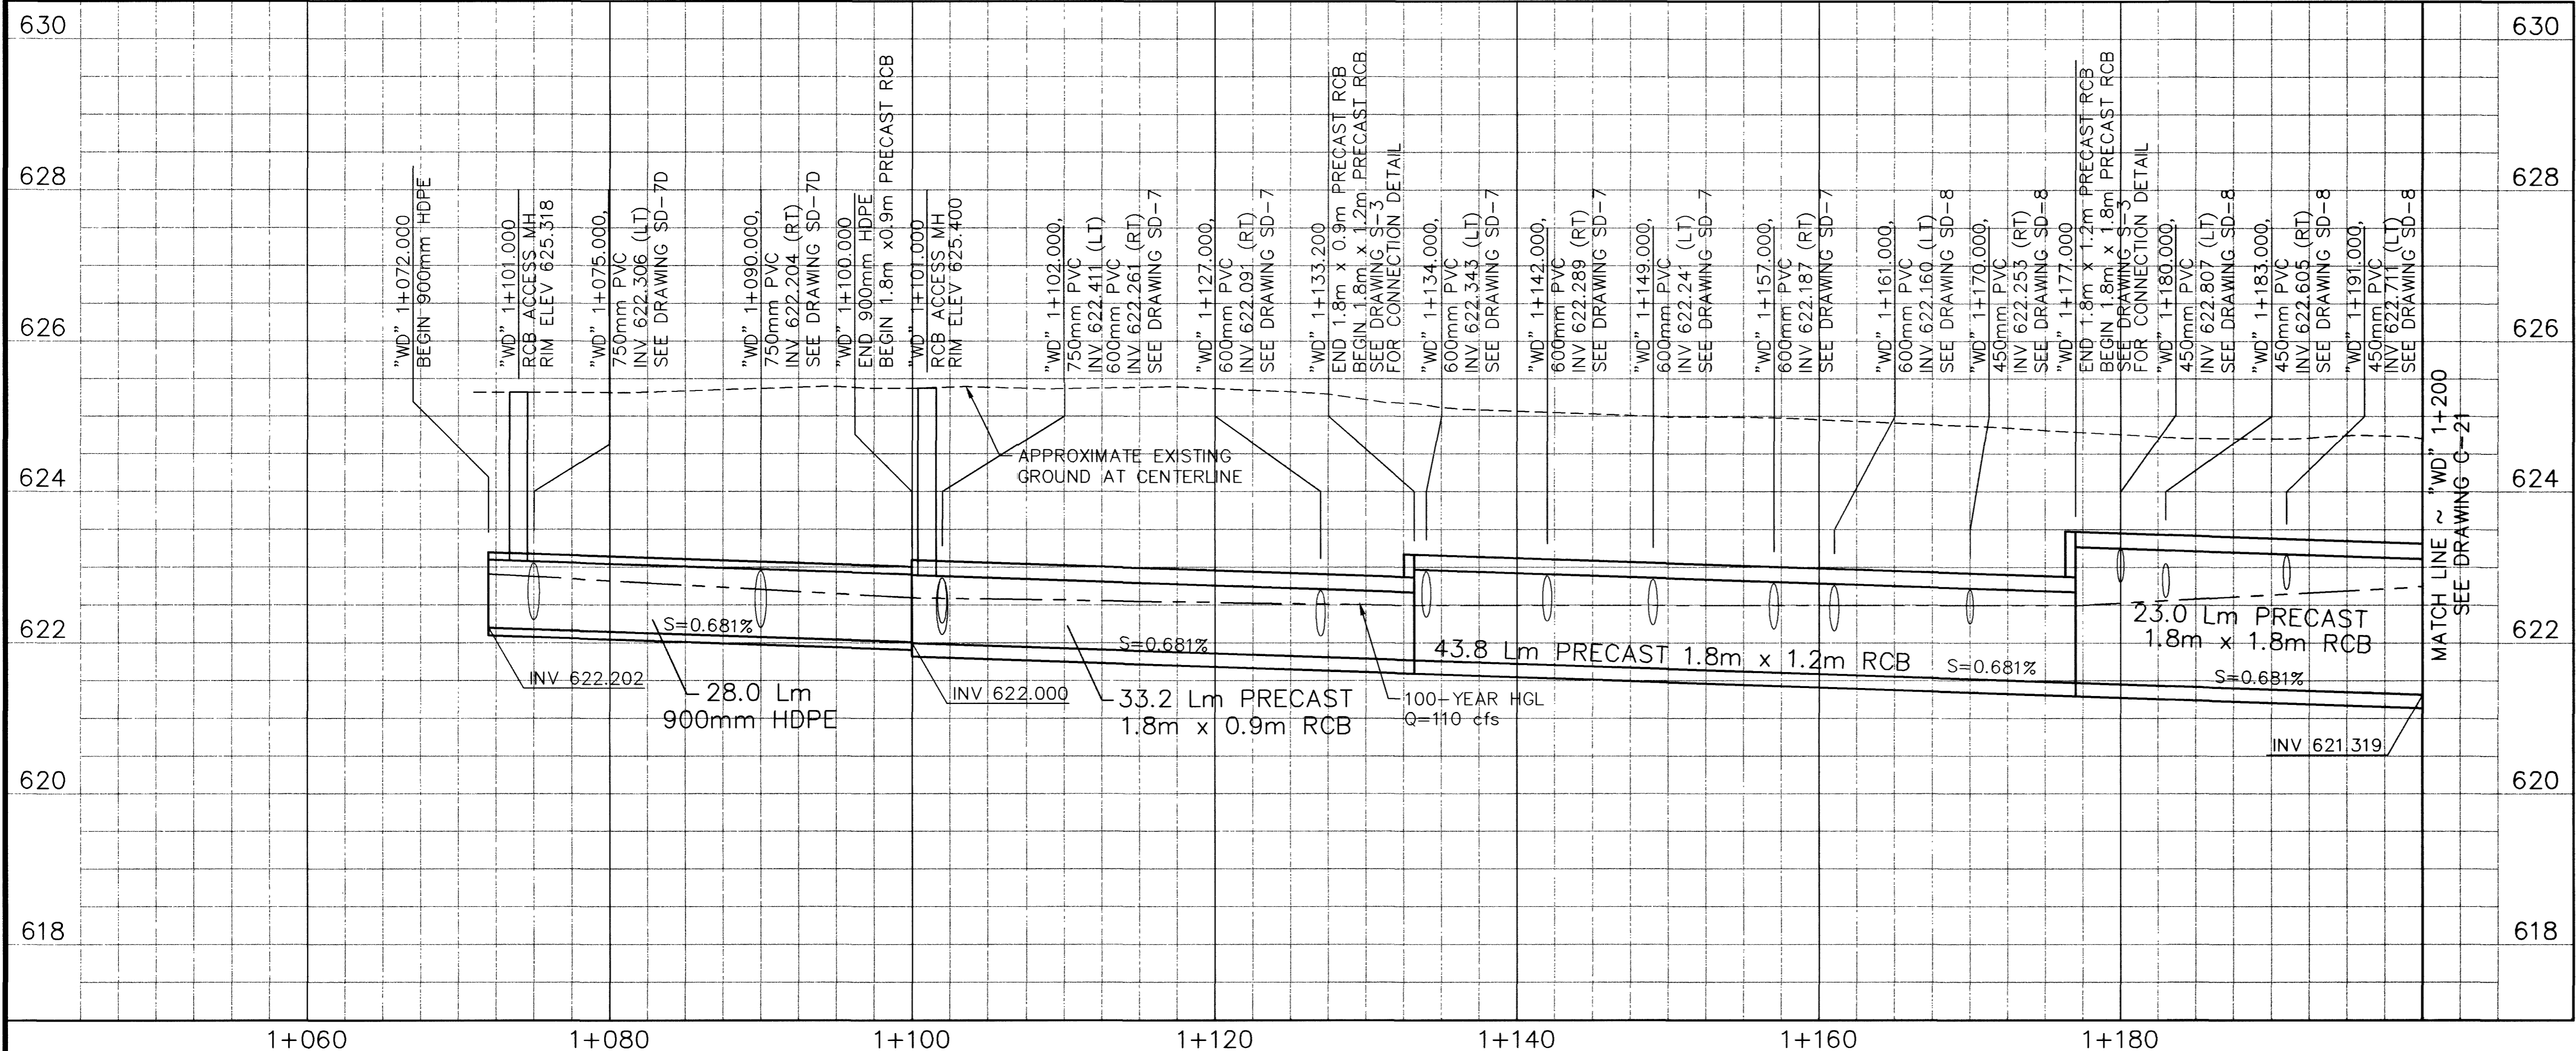 630
628
626
624
622
620
618
"WD" 1+072.000
BEGIN 900mm HDPE
"WD" 1+101.000
RCB ACCESS MH
RIM ELEV 625.318
"WD" 1+075.000,
750mm PVC
INV 622.306 (LT)
SEE DRAWING SD-7D
"WD" 1+090.000,
750mm PVC
INV 622.204 (RT)
SEE DRAWING SD-7D
"WD" 1+100.000
END 900mm HDPE
BEGIN 1.8m x0.9m PRECAST RCB
"WD" 1+101.000
RCB ACCESS MH
RIM ELEV 625.400
"WD" 1+102.000,
750mm PVC
INV 622.411 (LT)
600mm PVC
INV 622.261 (RT)
SEE DRAWING SD-7
"WD" 1+127.000,
600mm PVC
INV 622.091 (RT)
SEE DRAWING SD-7
"WD" 1+133.200
END 1.8m x 0.9m PRECAST RCB
BEGIN 1.8m x 1.2m PRECAST RCB
SEE DRAWING S-3
FOR CONNECTION DETAIL
"WD" 1+134.000,
600mm PVC
INV 622.343 (LT)
SEE DRAWING SD-7
"WD" 1+142.000,
600mm PVC
INV 622.289 (RT)
SEE DRAWING SD-7
"WD" 1+149.000,
600mm PVC
INV 622.241 (LT)
SEE DRAWING SD-7
"WD" 1+157.000,
600mm PVC
INV 622.187 (RT)
SEE DRAWING SD-7
"WD" 1+161.000,
600mm PVC
INV 622.160 (LT)
SEE DRAWING SD-8
"WD" 1+170.000,
450mm PVC
INV 622.253 (RT)
SEE DRAWING SD-8
"WD" 1+177.000
END 1.8m x 1.2m PRECAST RCB
BEGIN 1.8m x 1.8m PRECAST RCB
SEE DRAWING S-3
FOR CONNECTION DETAIL
"WD" 1+180.000,
450mm PVC
INV 622.807 (LT)
SEE DRAWING SD-8
"WD" 1+183.000,
450mm PVC
INV 622.605 (RT)
SEE DRAWING SD-8
"WD" 1+191.000,
450mm PVC
INV 622.711 (LT)
SEE DRAWING SD-8
MATCH LINE ~ "WD" 1+200
SEE DRAWING C-21
APPROXIMATE EXISTING
GROUND AT CENTERLINE
S=0.681%
INV 622.202
28.0 Lm
900mm HDPE
S=0.681%
INV 622.000
33.2 Lm PRECAST
1.8m x 0.9m RCB
100-YEAR HGL
Q=110 cfs
43.8 Lm PRECAST 1.8m x 1.2m RCB
S=0.681%
23.0 Lm PRECAST
1.8m x 1.8m RCB
S=0.681%
INV 621.319
630
628
626
624
622
620
618
1+060
1+080
1+100
1+120
1+140
1+160
1+180